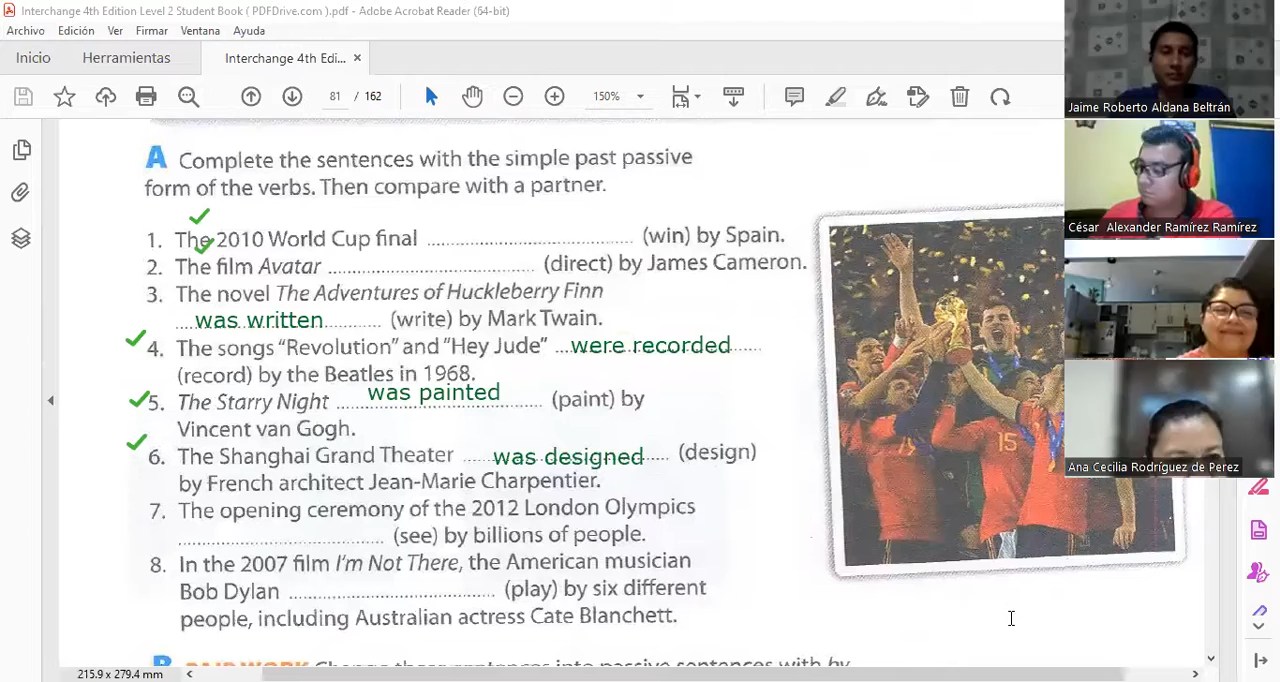 Interchange 4th Edition Level 2 Student Book ( PDFDrive.com ).pdf - Adobe Acrobat Reader (64-bit)
Archivo Edición Ver Firmar Ventana Ayuda
Inicio Herramientas Interchange 4th Edi... ×
81 / 162 150%
A Complete the sentences with the simple past passive
form of the verbs. Then compare with a partner.
1. The 2010 World Cup final .................... (win) by Spain.
2. The film Avatar .................... (direct) by James Cameron.
3. The novel The Adventures of Huckleberry Finn
was written (write) by Mark Twain.
4. The songs “Revolution” and “Hey Jude” were recorded
(record) by the Beatles in 1968.
5. The Starry Night was painted (paint) by
Vincent van Gogh.
6. The Shanghai Grand Theater was designed (design)
by French architect Jean-Marie Charpentier.
7. The opening ceremony of the 2012 London Olympics
.................... (see) by billions of people.
8. In the 2007 film I'm Not There, the American musician
Bob Dylan .................... (play) by six different
people, including Australian actress Cate Blanchett.
15
215.9 x 279.4 mm
Jaime Roberto Aldana Beltrán
César Alexander Ramírez Ramírez
Ana Cecilia Rodríguez de Perez